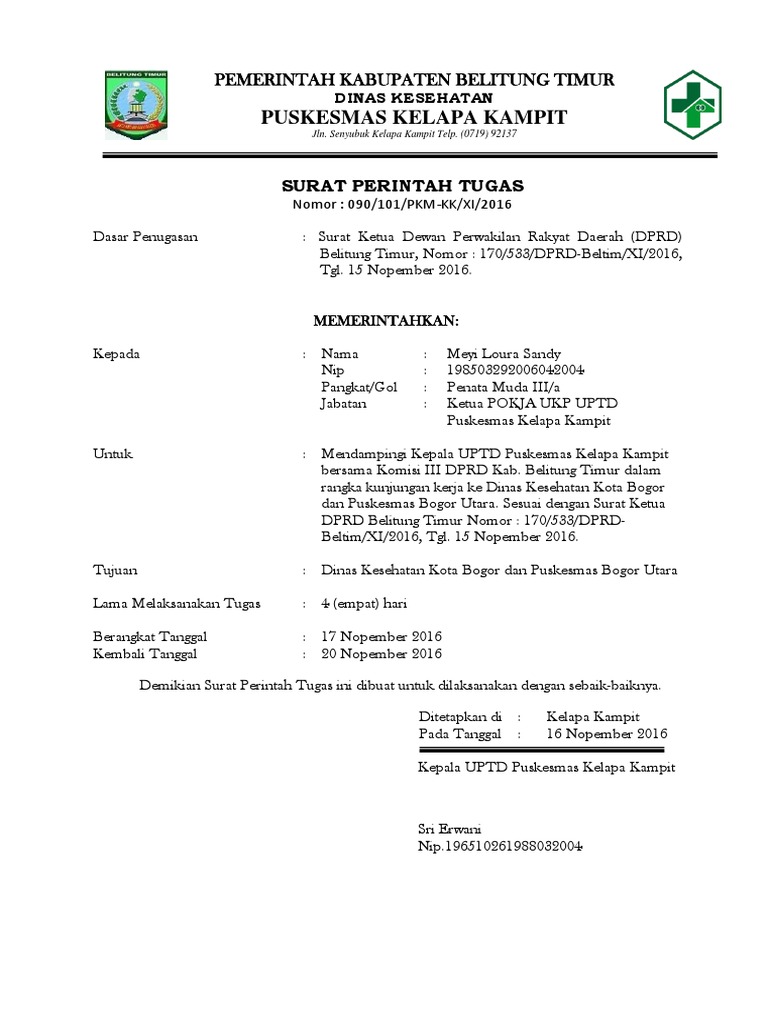 BELITUNG TIMUR
PEMERINTAH KABUPATEN BELITUNG TIMUR
DINAS KESEHATAN
PUSKESMAS KELAPA KAMPIT
Jln. Senyubuk Kelapa Kampit Telp. (0719) 92137
SURAT PERINTAH TUGAS
Nomor : 090/101/PKM-KK/XI/2016
Dasar Penugasan : Surat Ketua Dewan Perwakilan Rakyat Daerah (DPRD)
Belitung Timur, Nomor : 170/533/DPRD-Beltim/XI/2016,
Tgl. 15 Nopember 2016.
MEMERINTAHKAN:
Kepada : Nama : Meyi Loura Sandy
Nip : 198503292006042004
Pangkat/Gol : Penata Muda III/a
Jabatan : Ketua POKJA UKP UPTD
Puskesmas Kelapa Kampit
Untuk : Mendampingi Kepala UPTD Puskesmas Kelapa Kampit
bersama Komisi III DPRD Kab. Belitung Timur dalam
rangka kunjungan kerja ke Dinas Kesehatan Kota Bogor
dan Puskesmas Bogor Utara. Sesuai dengan Surat Ketua
DPRD Belitung Timur Nomor : 170/533/DPRD-
Beltim/XI/2016, Tgl. 15 Nopember 2016.
Tujuan : Dinas Kesehatan Kota Bogor dan Puskesmas Bogor Utara
Lama Melaksanakan Tugas : 4 (empat) hari
Berangkat Tanggal : 17 Nopember 2016
Kembali Tanggal : 20 Nopember 2016
Demikian Surat Perintah Tugas ini dibuat untuk dilaksanakan dengan sebaik-baiknya.
Ditetapkan di : Kelapa Kampit
Pada Tanggal : 16 Nopember 2016
Kepala UPTD Puskesmas Kelapa Kampit
Sri Erwani
Nip.196510261988032004